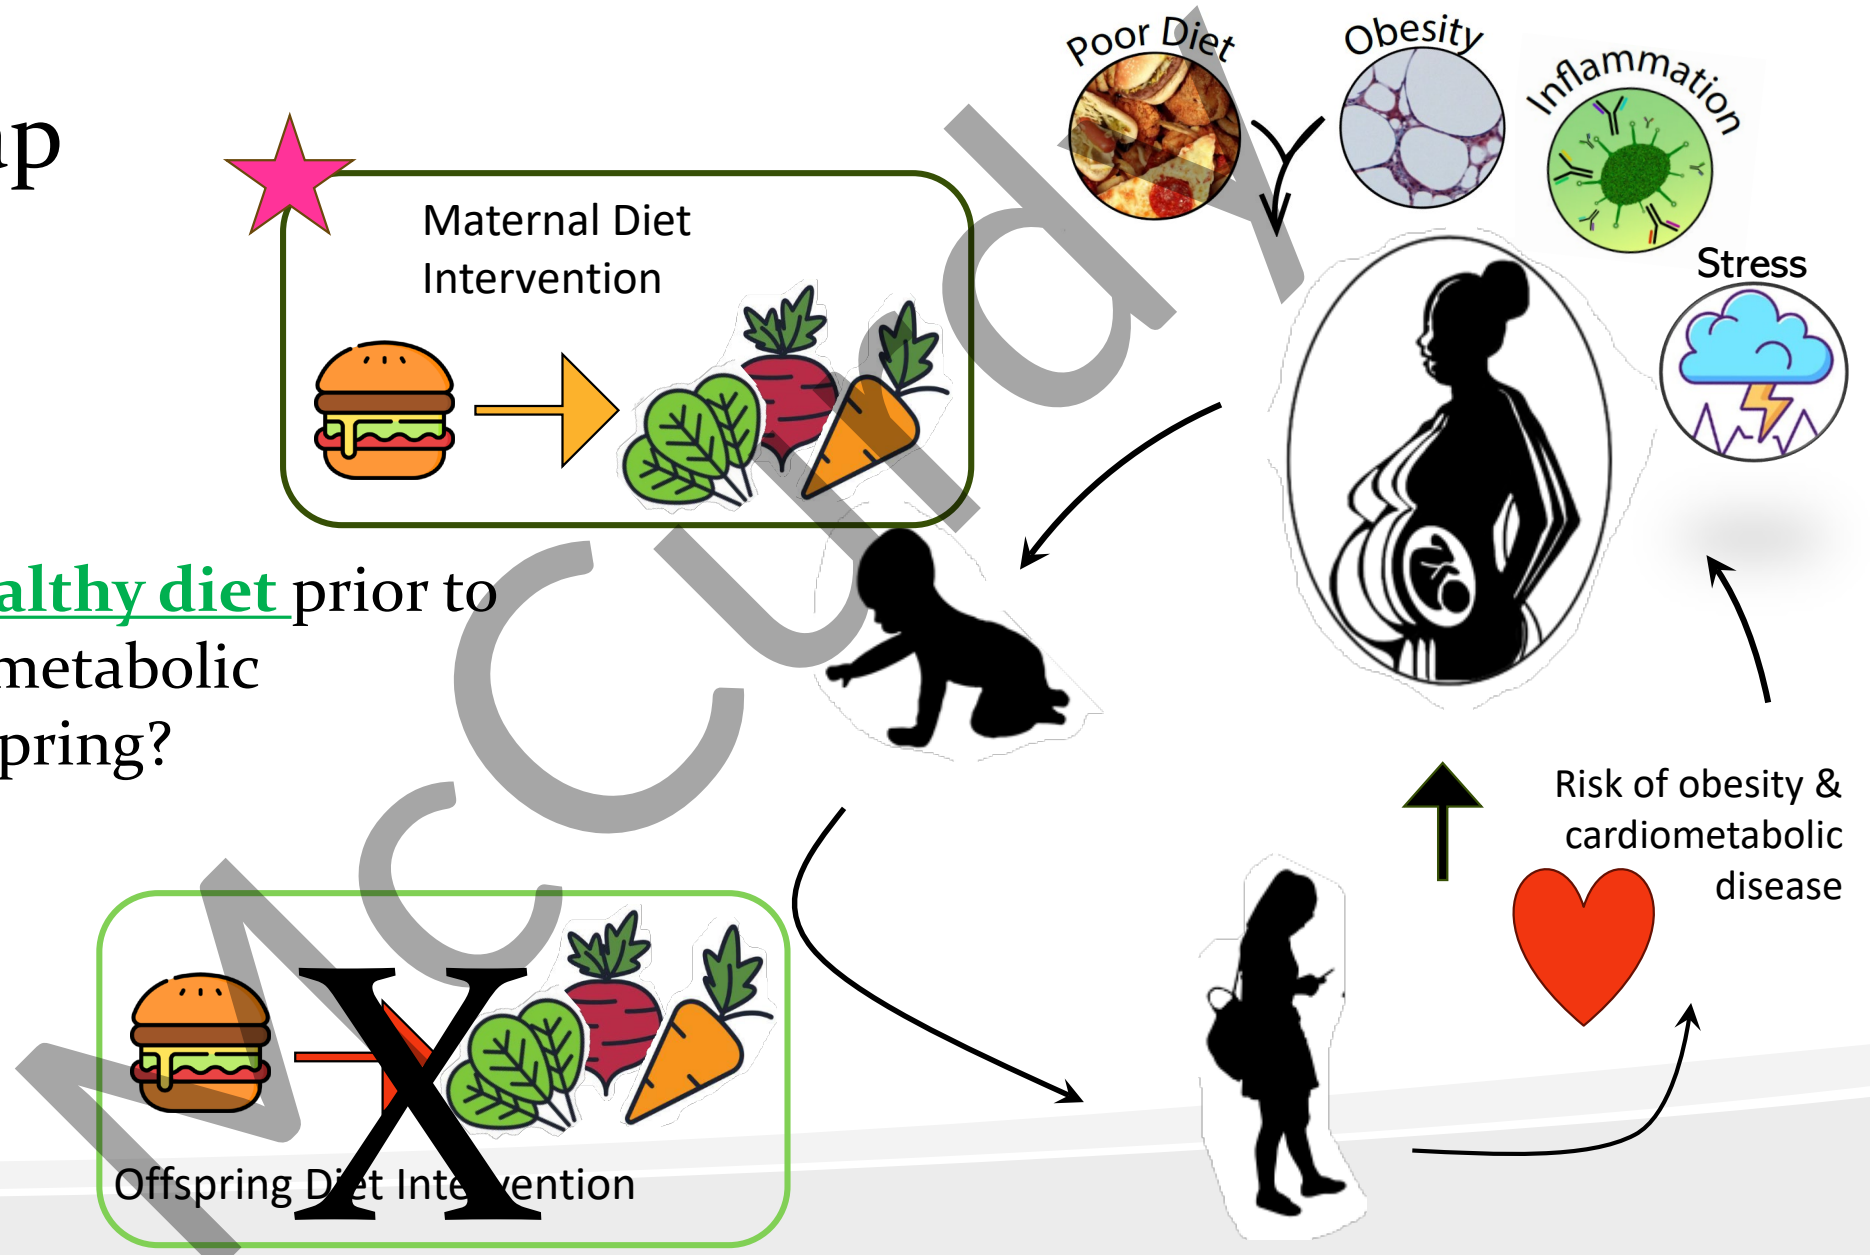 ap
Poor Diet
Obesity
Inflammation
Stress
Maternal Diet
Intervention
althy diet prior to
metabolic
pring?
Risk of obesity &
cardiometabolic
disease
X
Offspring Diet Intervention
McCurdy